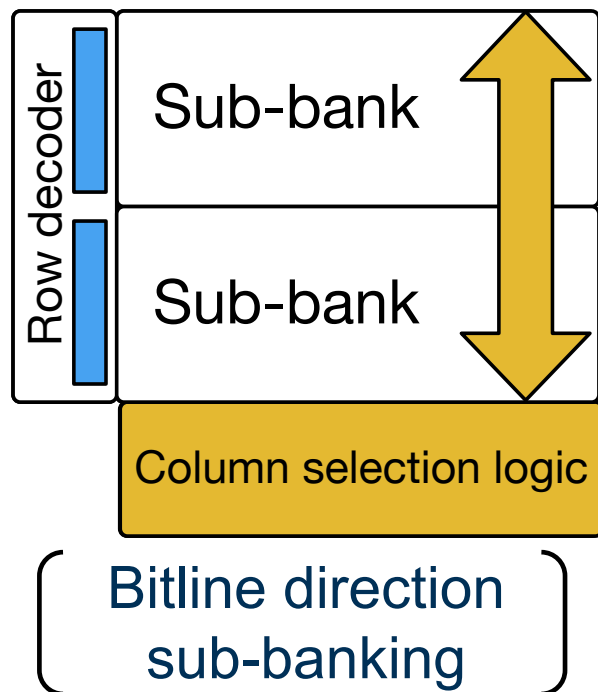 Row decoder
Sub-bank
Sub-bank
Column selection logic
Bitline direction
sub-banking